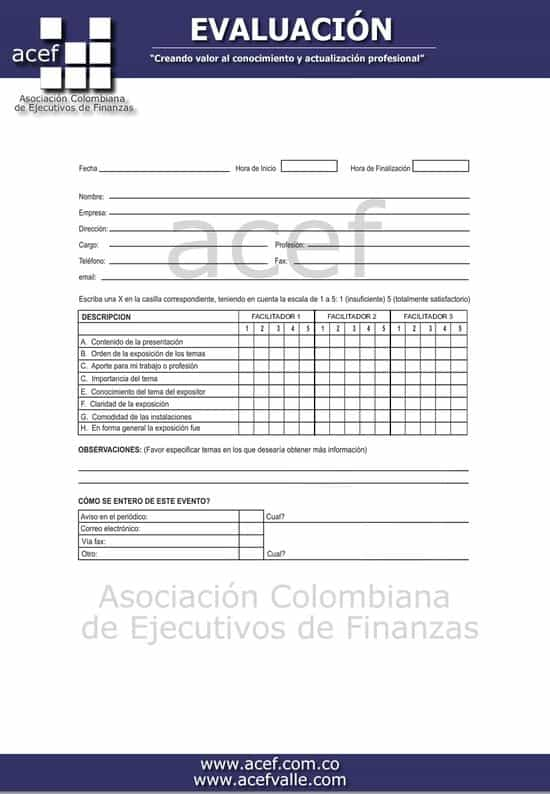 EVALUACIÓN
"Creando valor al conocimiento y actualización profesional"
acef
Asociación Colombiana
de Ejecutivos de Finanzas
Fecha Hora de Inicio Hora de Finalización
Nombre:
Empresa:
Dirección:
acef
Cargo: Profesion:
Teléfono: Fax:
email:
Escriba una X en la casilla correspondiente, teniendo en cuenta la escala de 1 a 5: 1 (insuficiente) 5 (totalmente satisfactorio)
DESCRIPCION FACILITADOR 1 FACILITADOR 2 FACILITADOR 3
1 2 3 4 5 1 2 3 4 5 1 2 3 4 5
A. Contenido de la presentación
B. Orden de la exposición de los temas
C. Aporte para mi trabajo o profesión
C. Importancia del tema
E. Conocimiento del tema del expositor
F. Claridad de la exposición
G. Comodidad de las instalaciones
H. En forma general la exposición fue
OBSERVACIONES: (Favor especificar temas en los que desearía obtener más información)
CÓMO SE ENTERO DE ESTE EVENTO?
Aviso en el periódico: Cual?
Correo electrónico:
Vía fax:
Otro: Cual?
Asociación Colombiana
de Ejecutivos de Finanzas
www.acef.com.co
www.acefvalle.com